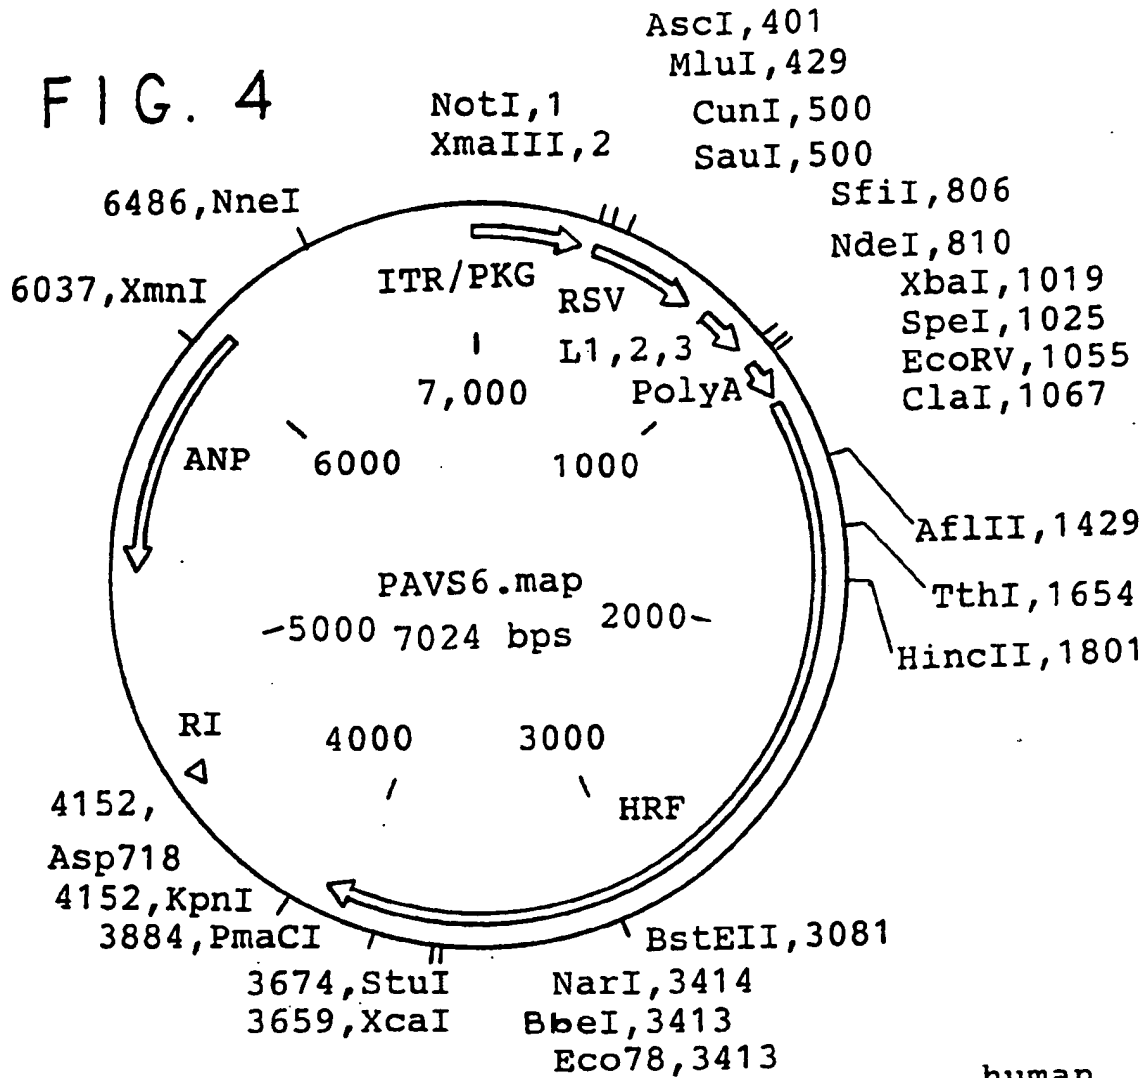 FIG. 4
NotI,1
XmaIII,2
AscI,401
MluI,429
CunI,500
SauI,500
SfiI,806
NdeI,810
XbaI,1019
SpeI,1025
EcoRV,1055
ClaI,1067
6486,NneI
6037,XmnI
ITR/PKG
RSV
L1,2,3
PolyA
7,000
1000
6000
ANP
AflII,1429
TthI,1654
HincII,1801
PAVS6.map
7024 bps
5000
2000
4000
3000
RI
HRF
4152,
Asp718
4152,KpnI
3884,PmaCI
3674,StuI
3659,XcaI
BstEII,3081
NarI,3414
BbeI,3413
Eco78,3413
human